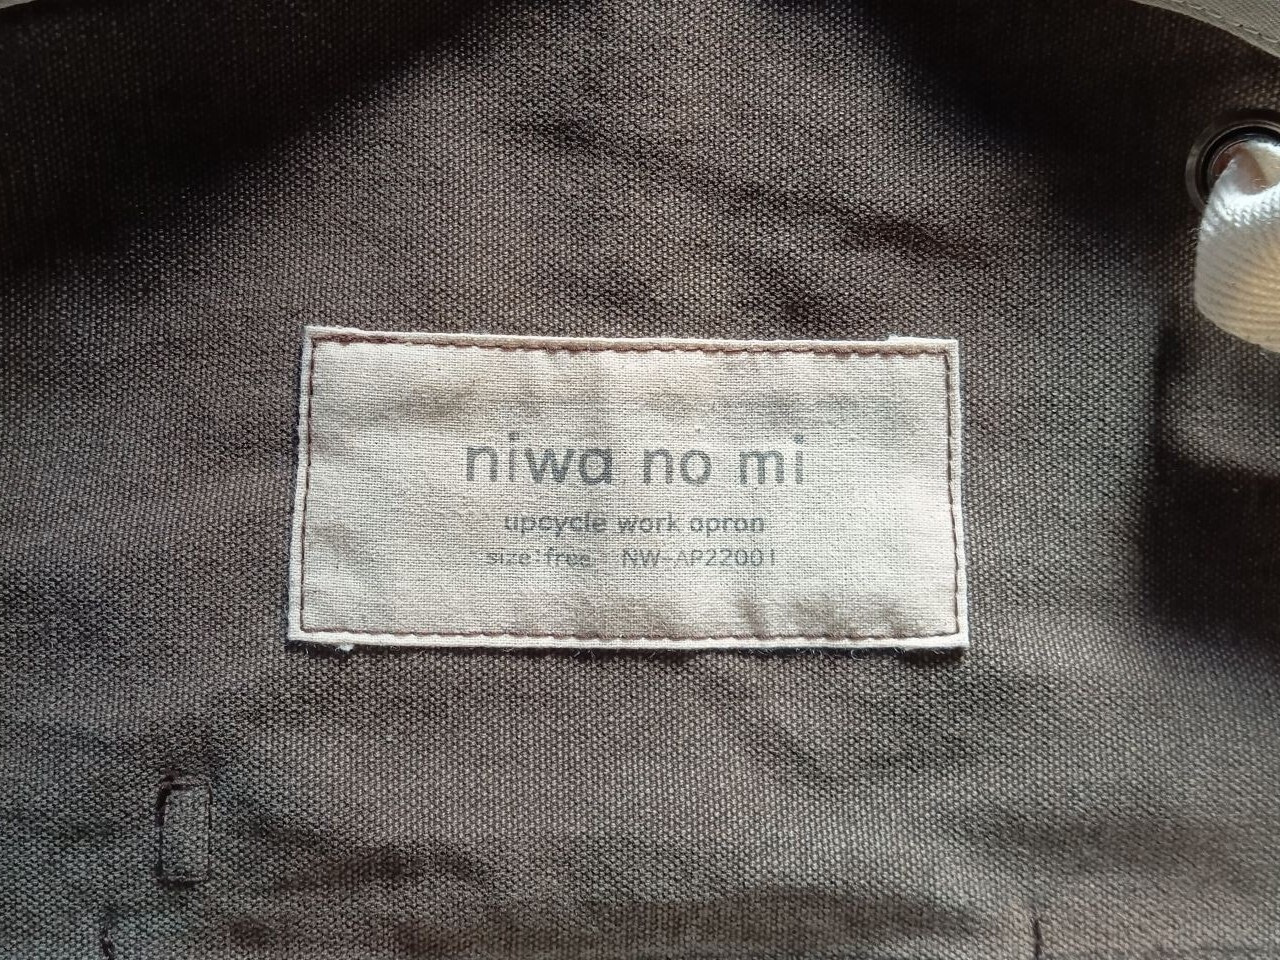 niwa no mi
upcycle work apron
size:free NW-AP22001